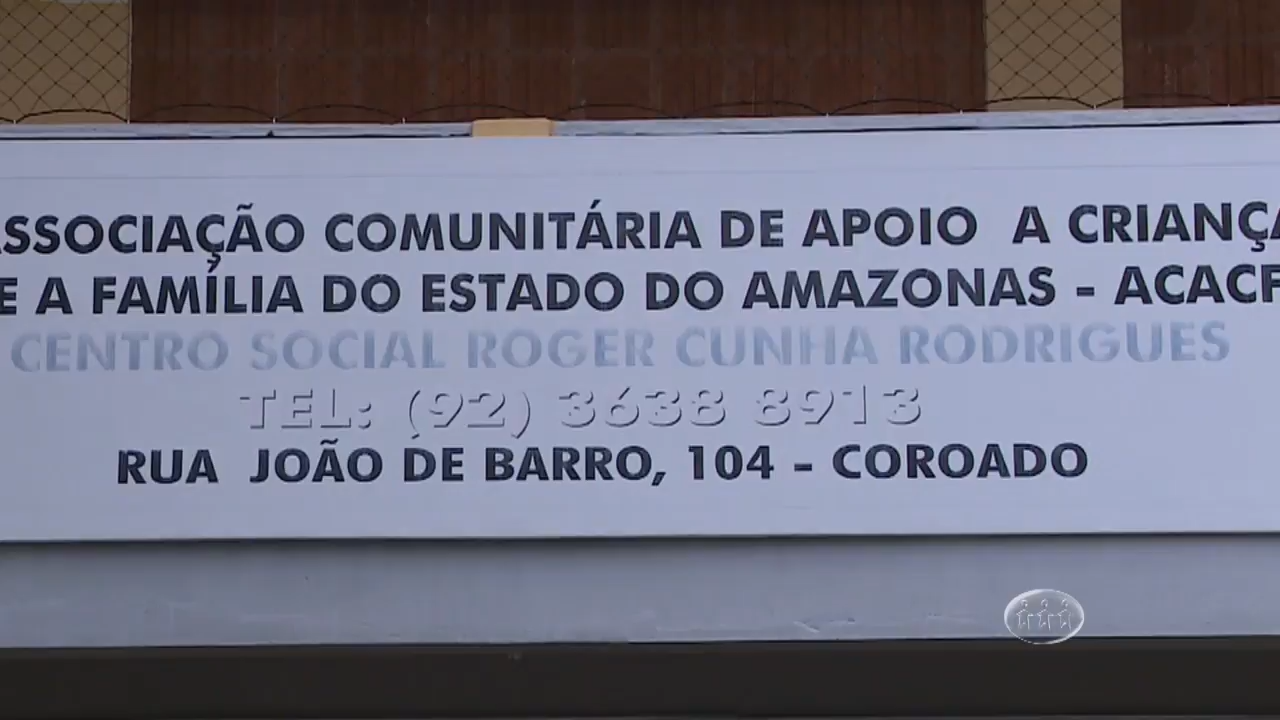 ASSOCIAÇÃO COMUNITÁRIA DE APOIO A CRIANÇA
E A FAMÍLIA DO ESTADO DO AMAZONAS - ACACF
CENTRO SOCIAL ROGER CUNHA RODRIGUES
TEL: (92) 3638 8913
RUA JOÃO DE BARRO, 104 - COROADO